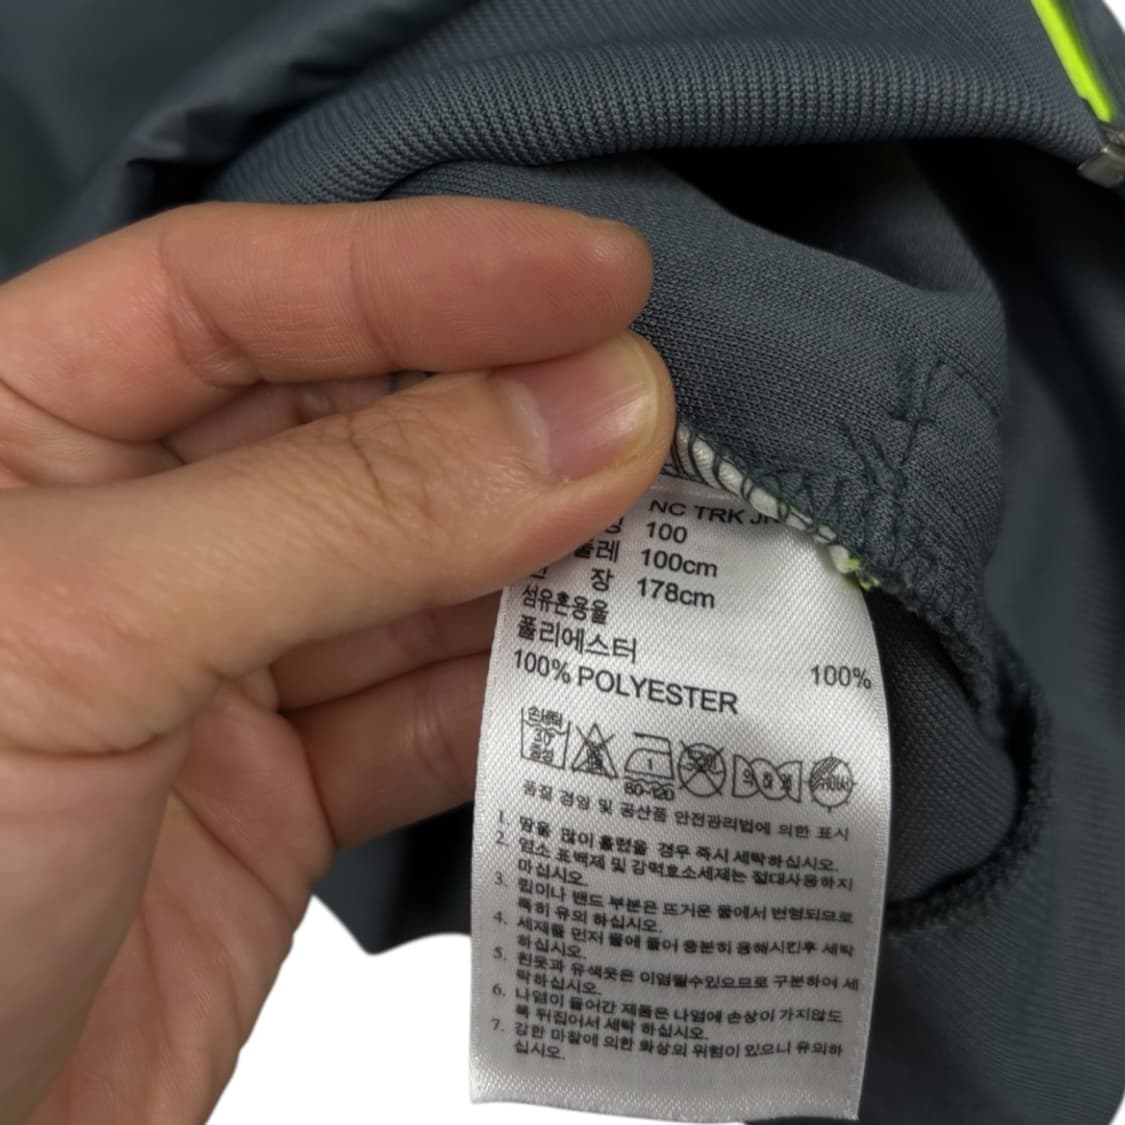 NC TRK
100
둘레 100cm
장 178cm
섬유혼용율
폴리에스터 100%
100% POLYESTER
손세탁
30
중성
80~120
품질 경영 및 공산품 안전관리법에 의한 표시
1. 땀을 많이 흘렸을 경우 즉시 세탁하십시오.
2. 염소 표백제 및 강력효소세제는 절대사용하지
마십시오.
3. 립이나 밴드 부분은 뜨거운 물에서 변형되므로
특히 유의 하십시오.
4. 세제를 먼저 물에 풀어 충분히 용해시킨후 세탁
하십시오.
5. 흰옷과 유색옷은 이염될수있으므로 구분하여 세
탁하십시오.
6. 나염이 들어간 제품은 나염에 손상이 가지않도
록 뒤집어서 세탁 하십시오.
7. 강한 마찰에 의한 화상의 위험이 있으니 유의하
십시오.